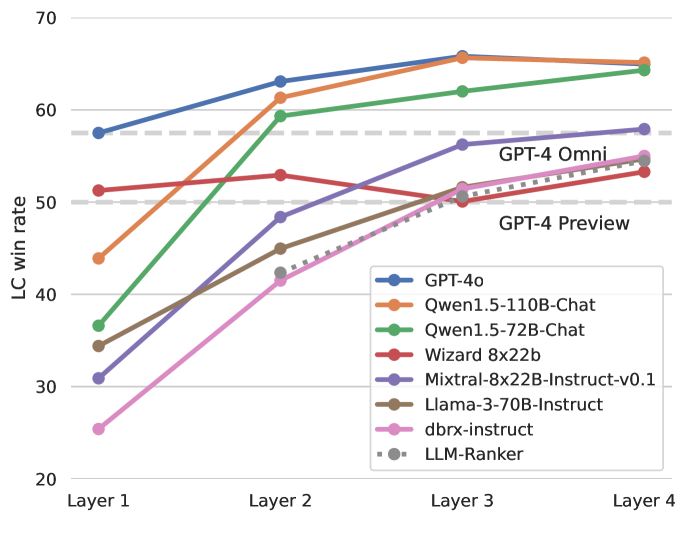 70
60
50
40
30
20
LC win rate
GPT-4 Omni
GPT-4 Preview
GPT-4o
Qwen1.5-110B-Chat
Qwen1.5-72B-Chat
Wizard 8x22b
Mixtral-8x22B-Instruct-v0.1
Llama-3-70B-Instruct
dbrx-instruct
LLM-Ranker
Layer 1
Layer 2
Layer 3
Layer 4